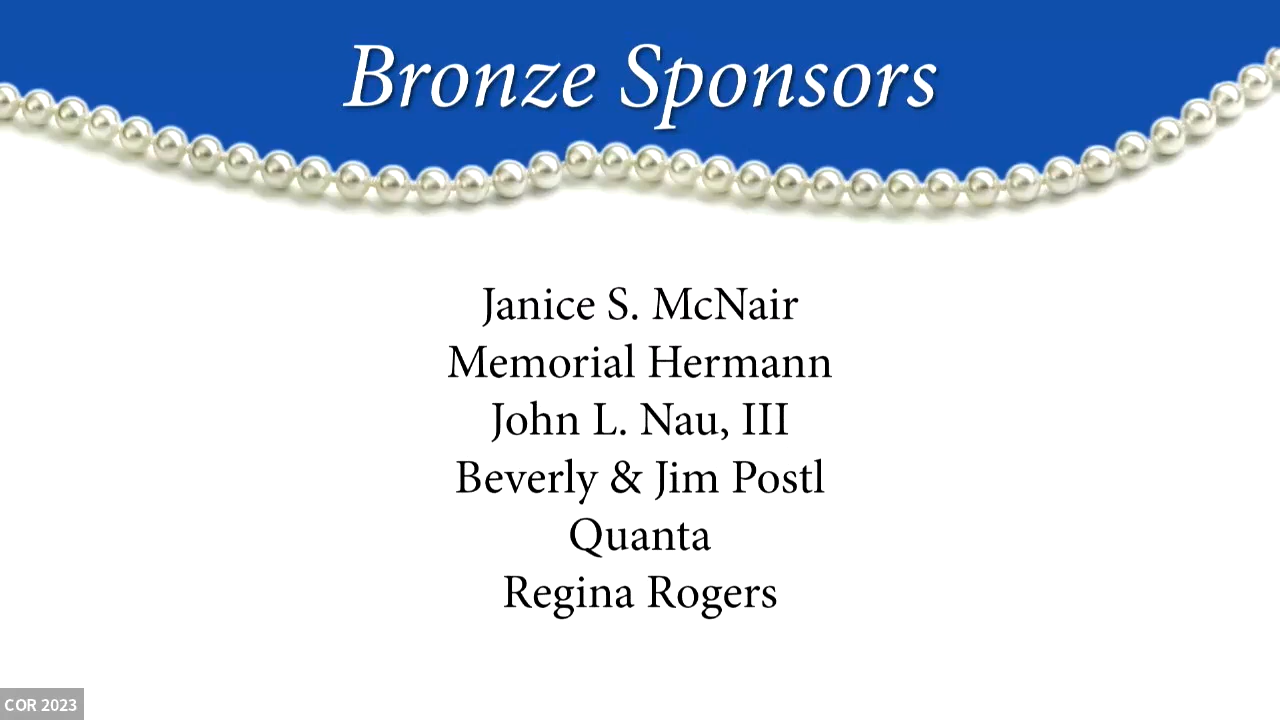 Bronze Sponsors
Janice S. McNair
Memorial Hermann
John L. Nau, III
Beverly & Jim Postl
Quanta
Regina Rogers
COR 2023